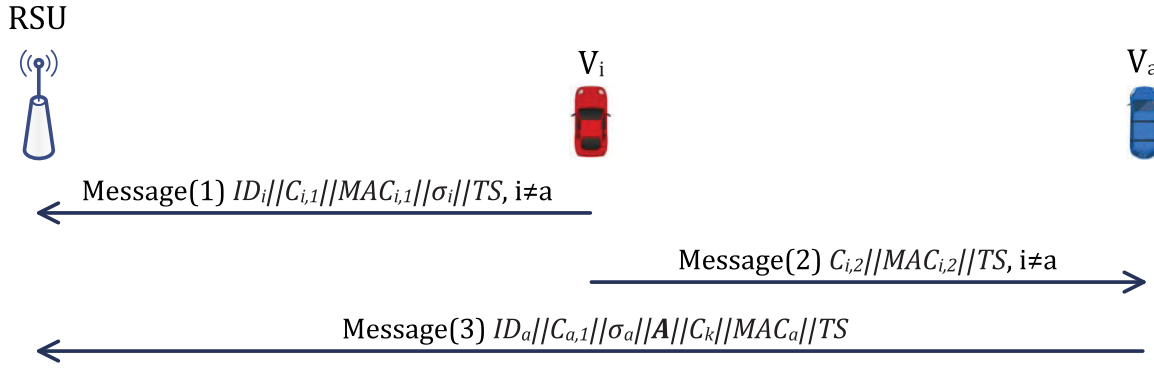 RSU
Vᵢ
Vₐ
Message(1) IDᵢ||Cᵢ,₁||MACᵢ,₁||σᵢ||TS, i≠a
Message(2) Cᵢ,₂||MACᵢ,₂||TS, i≠a
Message(3) IDₐ||Cₐ,₁||σₐ||A||Cₖ||MACₐ||TS